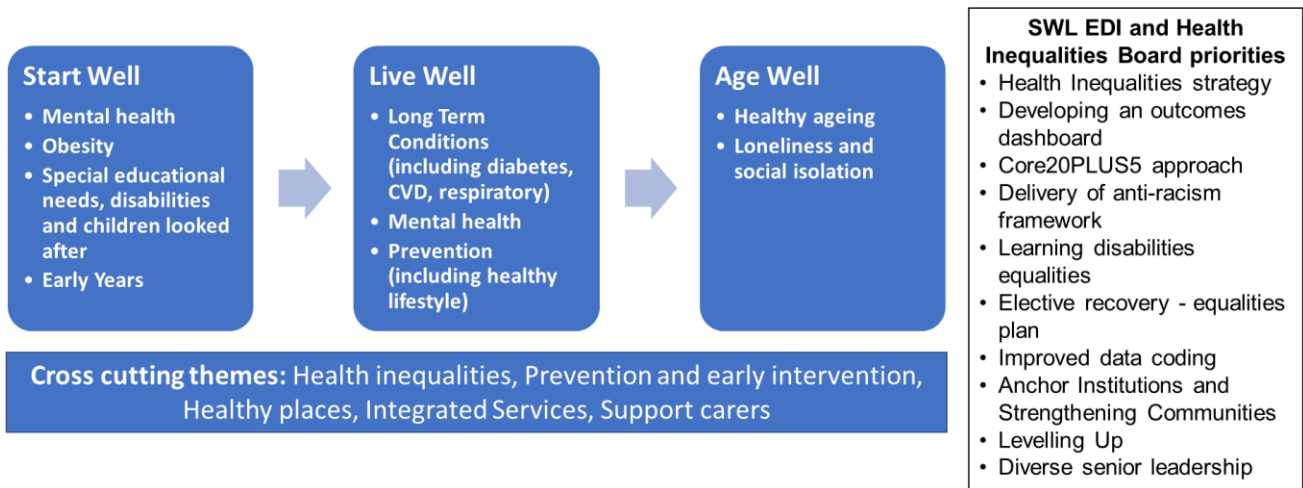 Start Well
• Mental health
• Obesity
• Special educational
needs, disabilities
and children looked
after
• Early Years
Live Well
• Long Term
Conditions
(including diabetes,
CVD, respiratory)
• Mental health
• Prevention
(including healthy
lifestyle)
Age Well
• Healthy ageing
• Loneliness and
social isolation
Cross cutting themes: Health inequalities, Prevention and early intervention,
Healthy places, Integrated Services, Support carers
SWL EDI and Health
Inequalities Board priorities
• Health Inequalities strategy
• Developing an outcomes
dashboard
• Core20PLUS5 approach
• Delivery of anti-racism
framework
• Learning disabilities
equalities
• Elective recovery - equalities
plan
• Improved data coding
• Anchor Institutions and
Strengthening Communities
• Levelling Up
• Diverse senior leadership